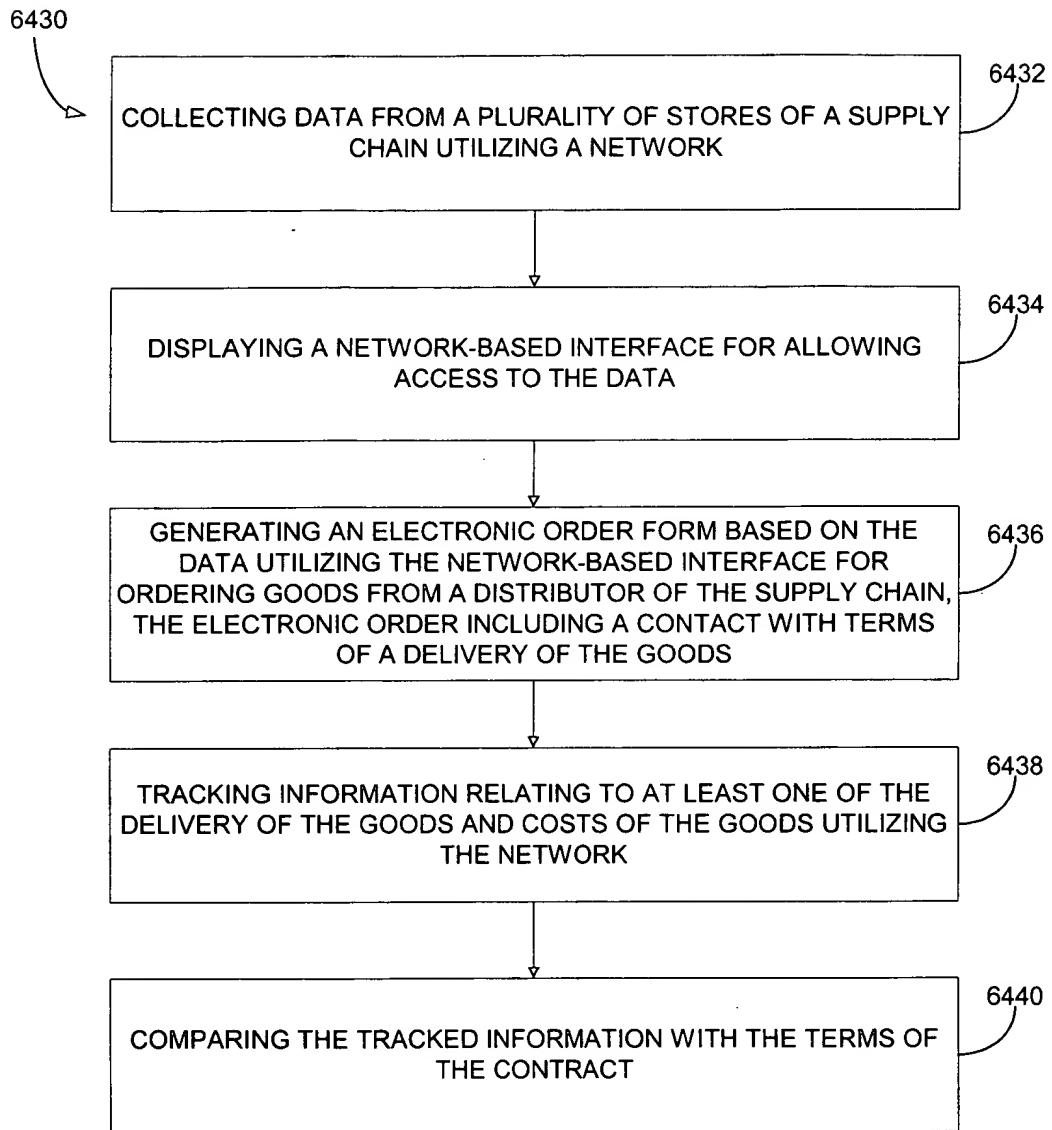 6430
6432
COLLECTING DATA FROM A PLURALITY OF STORES OF A SUPPLY
CHAIN UTILIZING A NETWORK
6434
DISPLAYING A NETWORK-BASED INTERFACE FOR ALLOWING
ACCESS TO THE DATA
6436
GENERATING AN ELECTRONIC ORDER FORM BASED ON THE
DATA UTILIZING THE NETWORK-BASED INTERFACE FOR
ORDERING GOODS FROM A DISTRIBUTOR OF THE SUPPLY CHAIN,
THE ELECTRONIC ORDER INCLUDING A CONTACT WITH TERMS
OF A DELIVERY OF THE GOODS
6438
TRACKING INFORMATION RELATING TO AT LEAST ONE OF THE
DELIVERY OF THE GOODS AND COSTS OF THE GOODS UTILIZING
THE NETWORK
6440
COMPARING THE TRACKED INFORMATION WITH THE TERMS OF
THE CONTRACT